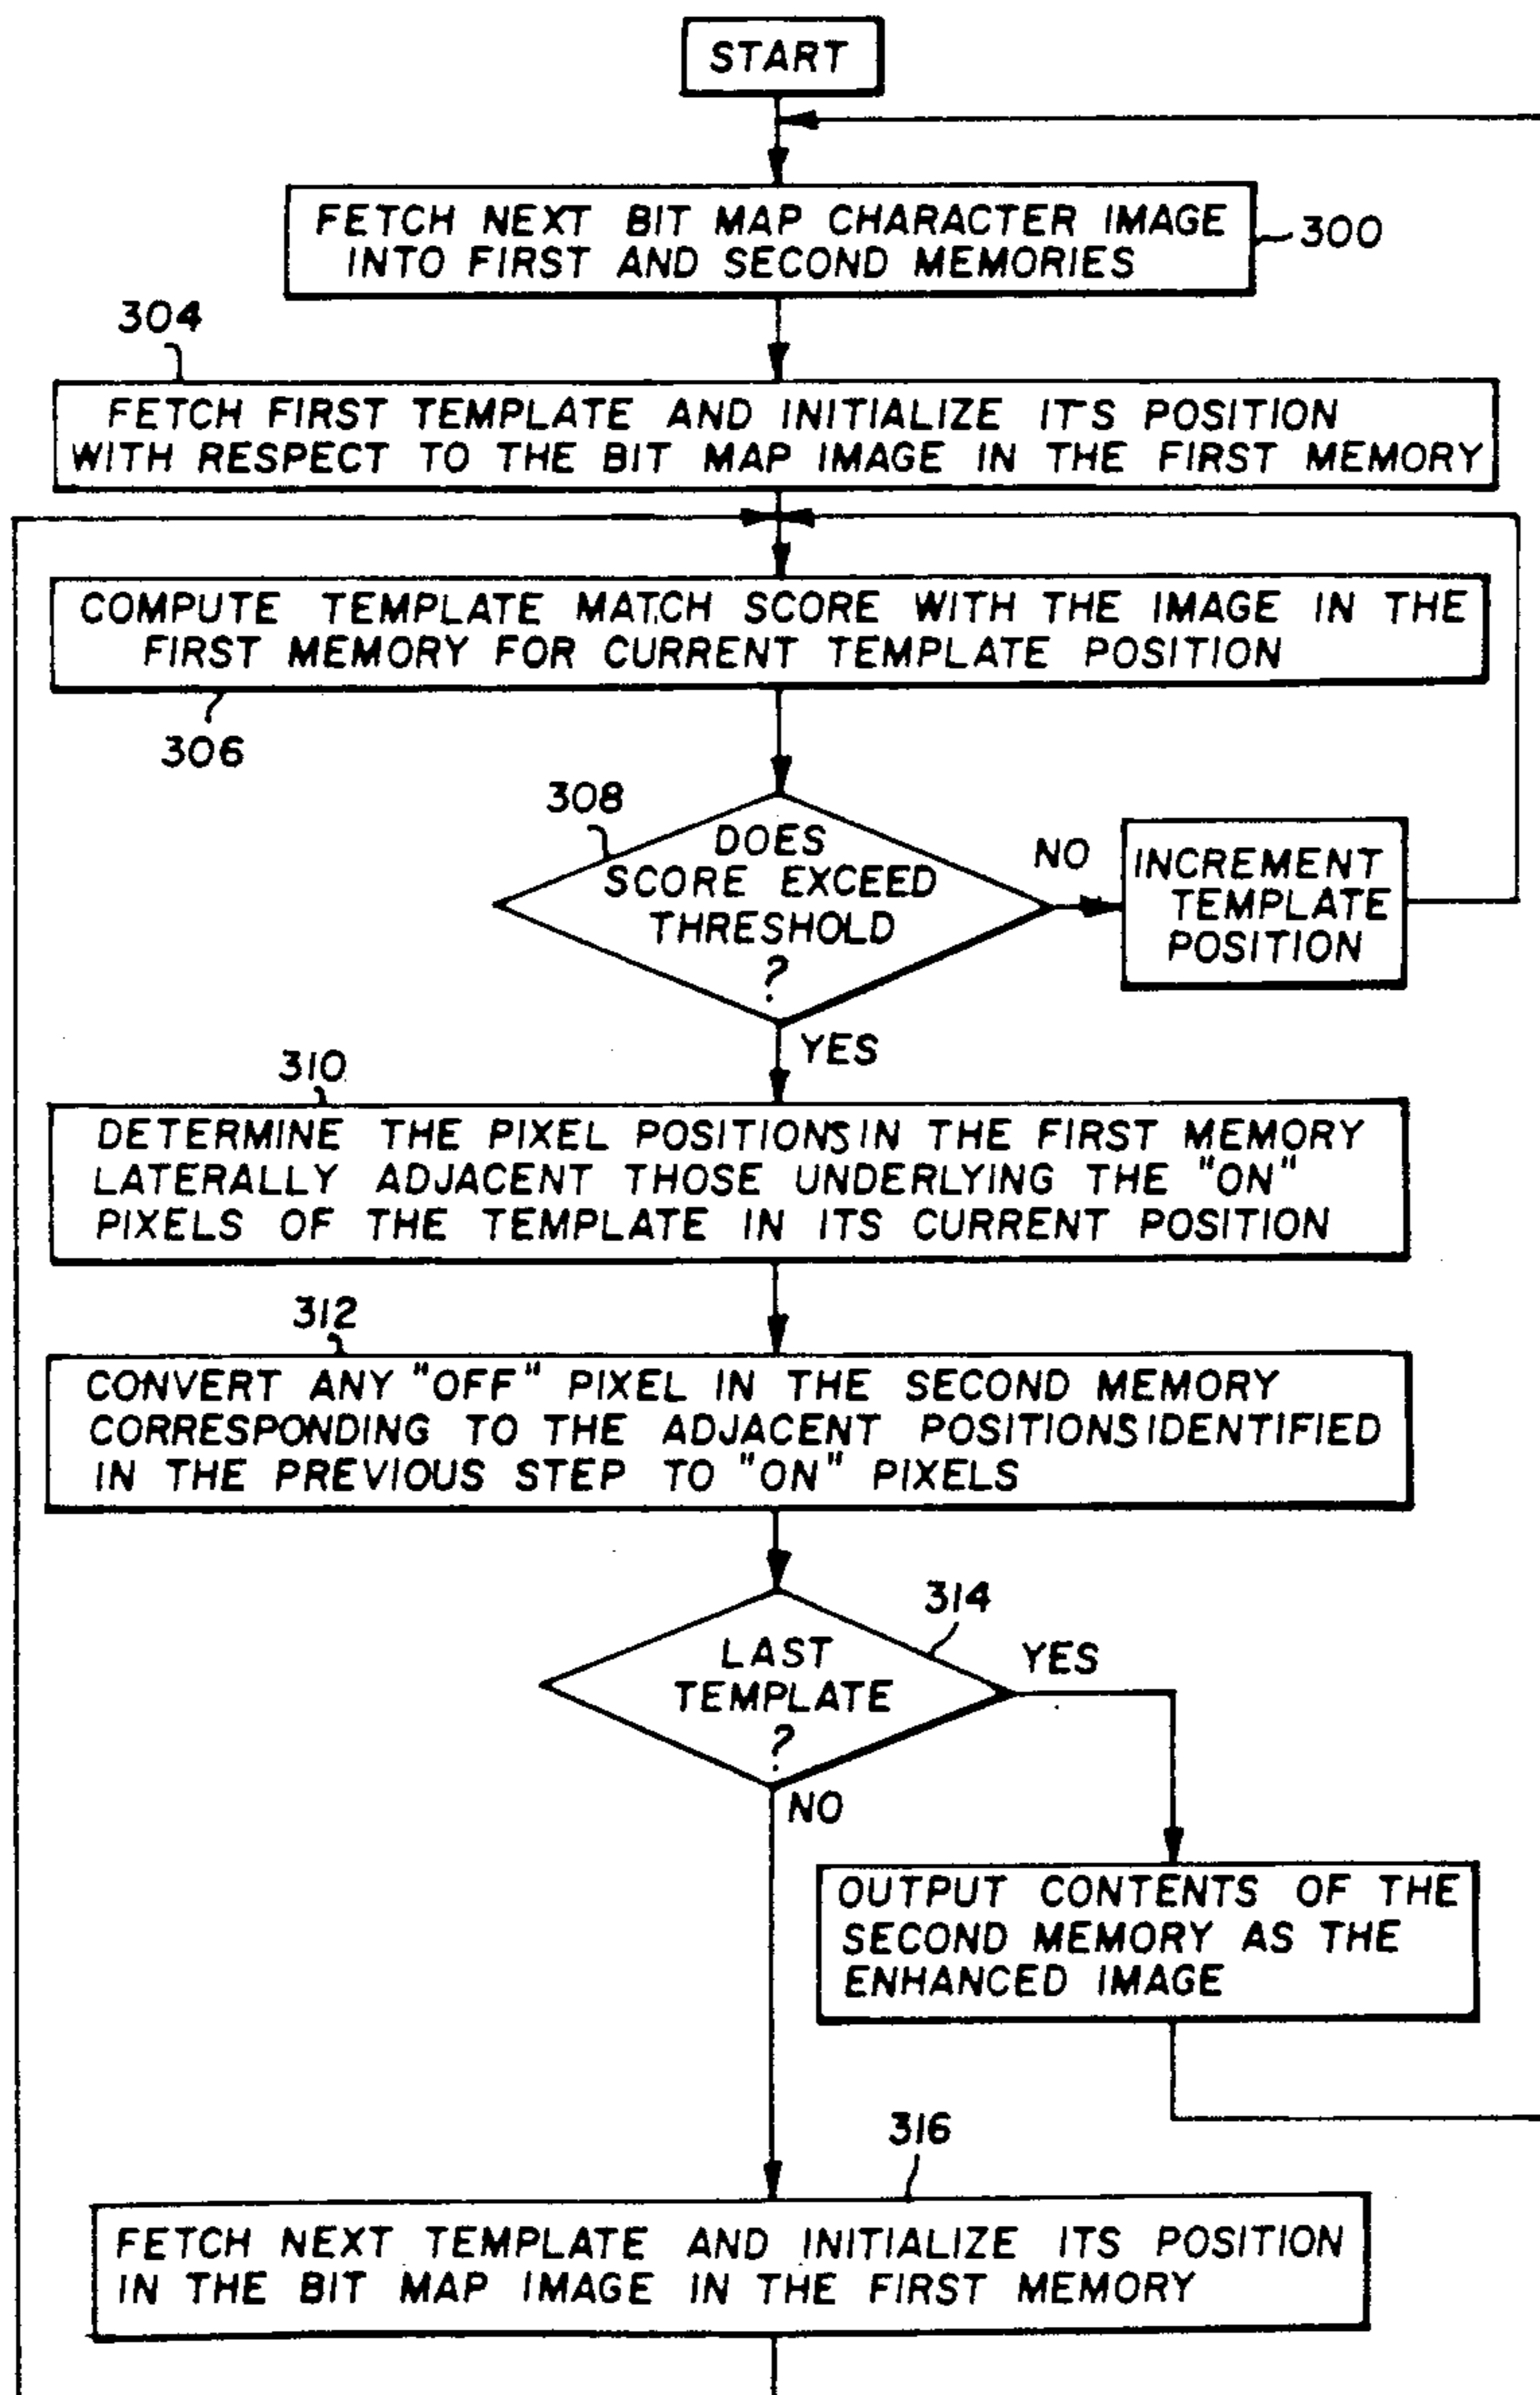 START
FETCH NEXT BIT MAP CHARACTER IMAGE
INTO FIRST AND SECOND MEMORIES
300
304
FETCH FIRST TEMPLATE AND INITIALIZE IT'S POSITION
WITH RESPECT TO THE BIT MAP IMAGE IN THE FIRST MEMORY
COMPUTE TEMPLATE MATCH SCORE WITH THE IMAGE IN THE
FIRST MEMORY FOR CURRENT TEMPLATE POSITION
306
308
DOES
SCORE EXCEED
THRESHOLD
?
NO
INCREMENT
TEMPLATE
POSITION
YES
310
DETERMINE THE PIXEL POSITIONS IN THE FIRST MEMORY
LATERALLY ADJACENT THOSE UNDERLYING THE "ON"
PIXELS OF THE TEMPLATE IN ITS CURRENT POSITION
312
CONVERT ANY "OFF" PIXEL IN THE SECOND MEMORY
CORRESPONDING TO THE ADJACENT POSITIONS IDENTIFIED
IN THE PREVIOUS STEP TO "ON" PIXELS
314
LAST
TEMPLATE
?
YES
NO
OUTPUT CONTENTS OF THE
SECOND MEMORY AS THE
ENHANCED IMAGE
316
FETCH NEXT TEMPLATE AND INITIALIZE ITS POSITION
IN THE BIT MAP IMAGE IN THE FIRST MEMORY